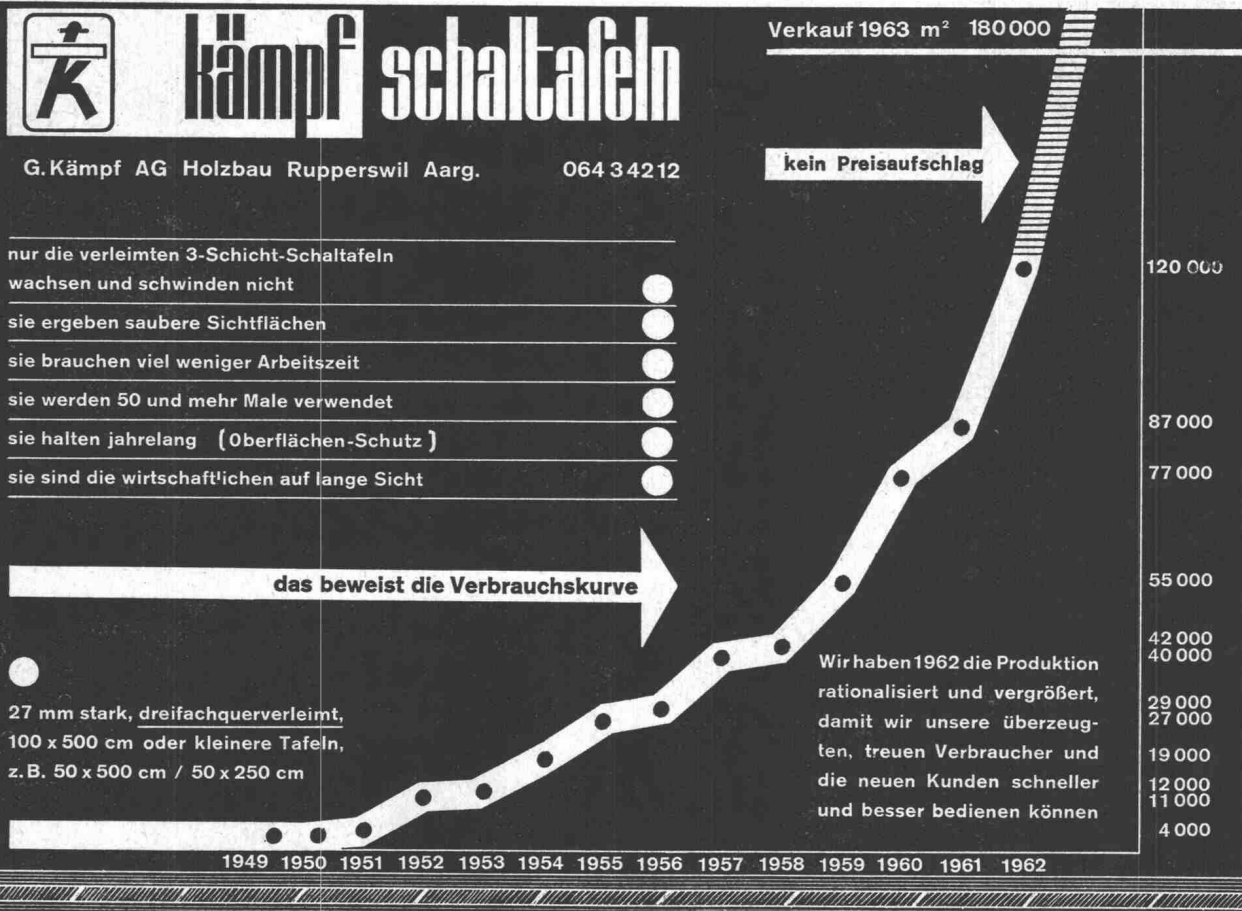 kämpf schaltafeln
G. Kämpf AG Holzbau Rupperswil Aarg. 064 3 42 12
nur die verleimten 3-Schicht-Schaltafeln
wachsen und schwinden nicht
sie ergeben saubere Sichtflächen
sie brauchen viel weniger Arbeitszeit
sie werden 50 und mehr Male verwendet
sie halten jahrelang (Oberflächen-Schutz)
sie sind die wirtschaft'ichen auf lange Sicht
das beweist die Verbrauchskurve
27 mm stark, dreifachquerverleimt,
100 x 500 cm oder kleinere Tafeln,
z.B. 50 x 500 cm / 50 x 250 cm
Verkauf 1963 m² 180 000
kein Preisaufschlag
Wir haben 1962 die Produktion
rationalisiert und vergrößert,
damit wir unsere überzeug-
ten, treuen Verbraucher und
die neuen Kunden schneller
und besser bedienen können
120 000
87 000
77 000
55 000
42 000
40 000
29 000
27 000
19 000
12 000
11 000
4 000
1949 1950 1951 1952 1953 1954 1955 1956 1957 1958 1959 1960 1961 1962